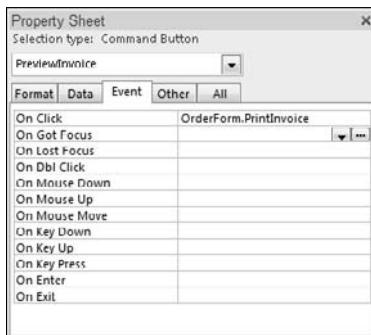 Property Sheet
Selection type: Command Button
PreviewInvoice
Format Data Event Other All
On Click OrderForm.PrintInvoice
On Got Focus
On Lost Focus
On Dbl Click
On Mouse Down
On Mouse Up
On Mouse Move
On Key Down
On Key Up
On Key Press
On Enter
On Exit